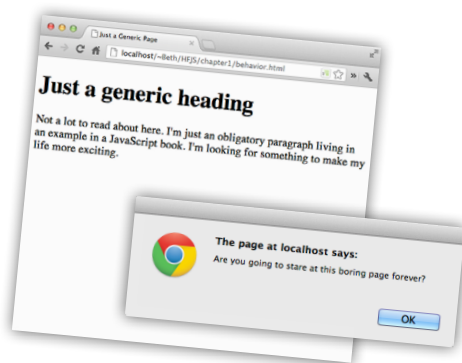 Just a Generic Page
localhost/~Beth/HFJS/chapter1/behavior.html
Just a generic heading
Not a lot to read about here. I'm just an obligatory paragraph living in
an example in a JavaScript book. I'm looking for something to make my
life more exciting.
The page at localhost says:
Are you going to stare at this boring page forever?
OK